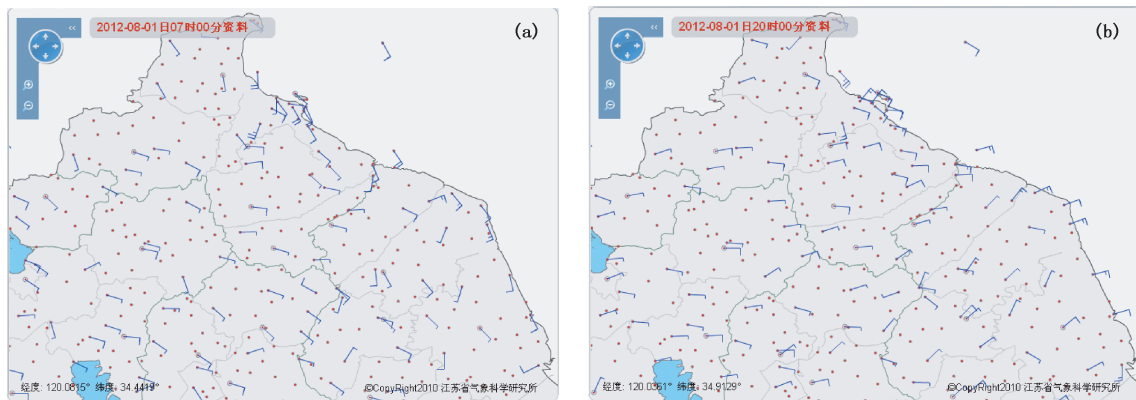 2012-08-01日07时00分资料
(a)
经度: 120.0615° 纬度: 34.4419°
©CopyRight2010 江苏省气象科学研究所
2012-08-01日20时00分资料
(b)
经度: 120.0351° 纬度: 34.9129°
©CopyRight2010 江苏省气象科学研究所